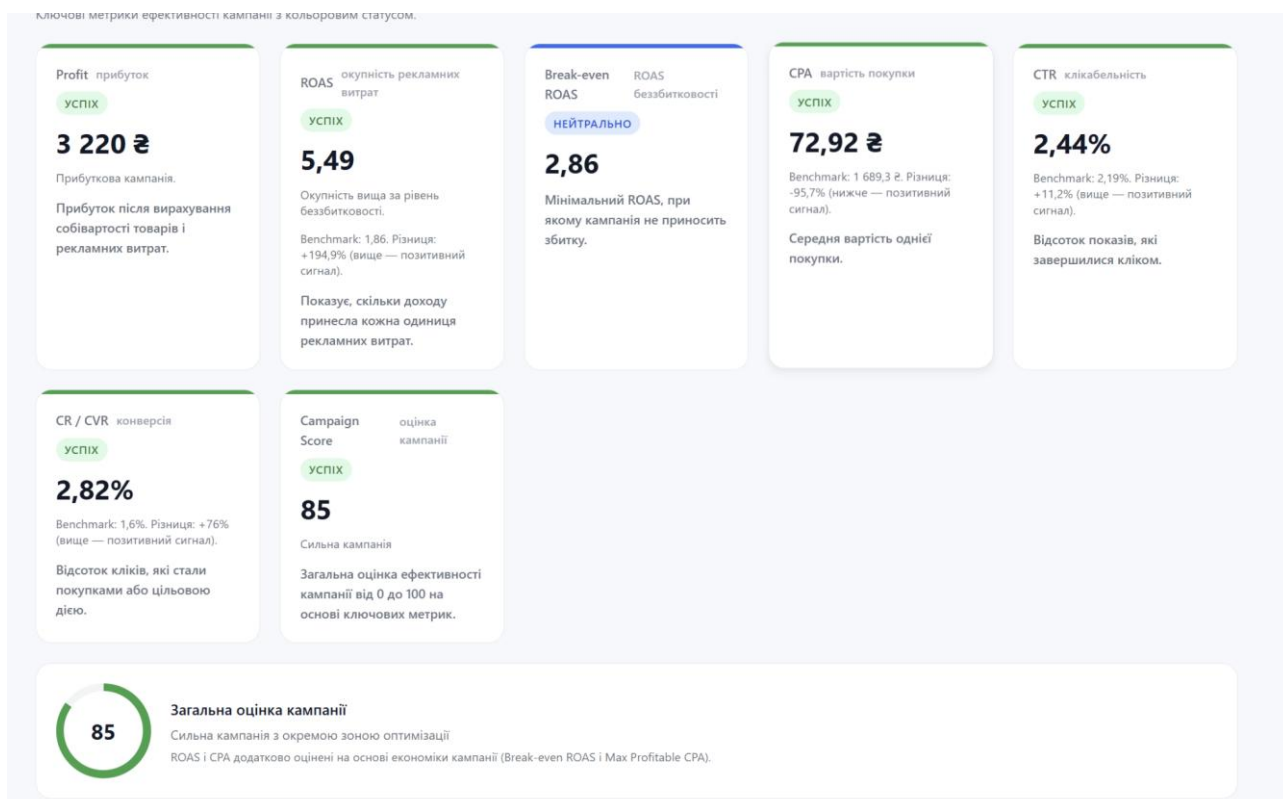 Ключові метрики ефективності кампанії з кольоровим статусом.
Profit прибуток
УСПІХ
3 220 ₴
Прибуткова кампанія.
Прибуток після вирахування
собівартості товарів і
рекламних витрат.
ROAS окупність рекламних
витрат
УСПІХ
5,49
Окупність вища за рівень
беззбитковості.
Benchmark: 1,86. Різниця:
+194,9% (вище — позитивний
сигнал).
Показує, скільки доходу
принесла кожна одиниця
рекламних витрат.
Break-even ROAS
ROAS беззбитковості
НЕЙТРАЛЬНО
2,86
Мінімальний ROAS, при
якому кампанія не приносить
збитку.
CPA вартість покупки
УСПІХ
72,92 ₴
Benchmark: 1 689,3 ₴. Різниця:
-95,7% (нижче — позитивний
сигнал).
Середня вартість однієї
покупки.
CTR клікабельність
УСПІХ
2,44%
Benchmark: 2,19%. Різниця:
+11,2% (вище — позитивний
сигнал).
Відсоток показів, які
завершилися кліком.
CR / CVR конверсія
УСПІХ
2,82%
Benchmark: 1,6%. Різниця: +76%
(вище — позитивний сигнал).
Відсоток кліків, які стали
покупками або цільовою
дією.
Campaign оцінка
Score кампанії
УСПІХ
85
Сильна кампанія
Загальна оцінка ефективності
кампанії від 0 до 100 на
основі ключових метрик.
85
Загальна оцінка кампанії
Сильна кампанія з окремою зоною оптимізації
ROAS і CPA додатково оцінені на основі економіки кампанії (Break-even ROAS і Max Profitable CPA).